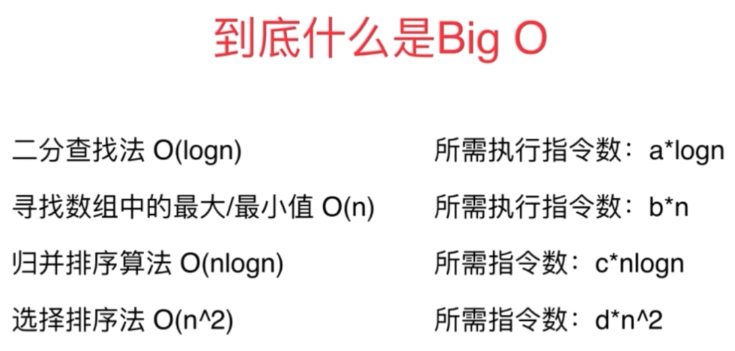 到底什么是Big O
二分查找法 O(logn) 所需执行指令数：a*logn
寻找数组中的最大/最小值 O(n) 所需执行指令数：b*n
归并排序算法 O(nlogn) 所需指令数：c*nlogn
选择排序法 O(n^2) 所需指令数：d*n^2